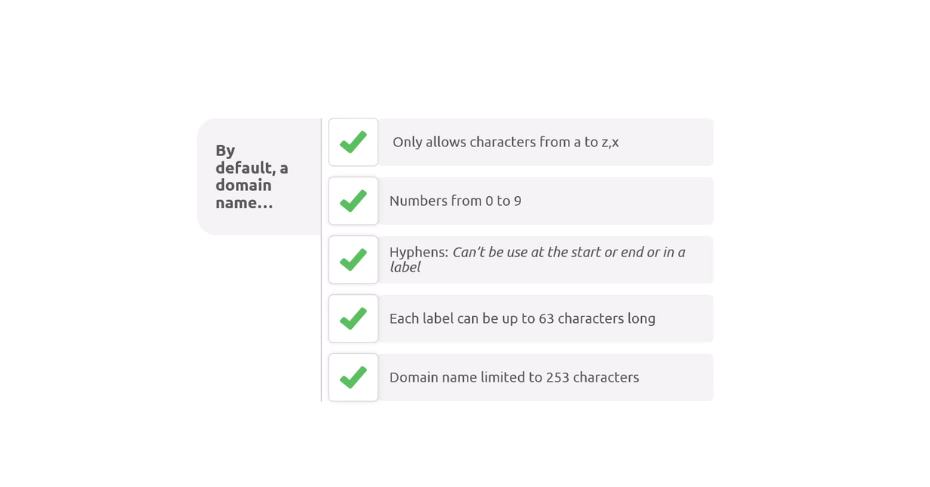 By
default, a
domain
name...
Only allows characters from a to z,x
Numbers from 0 to 9
Hyphens: Can't be use at the start or end or in a
label
Each label can be up to 63 characters long
Domain name limited to 253 characters